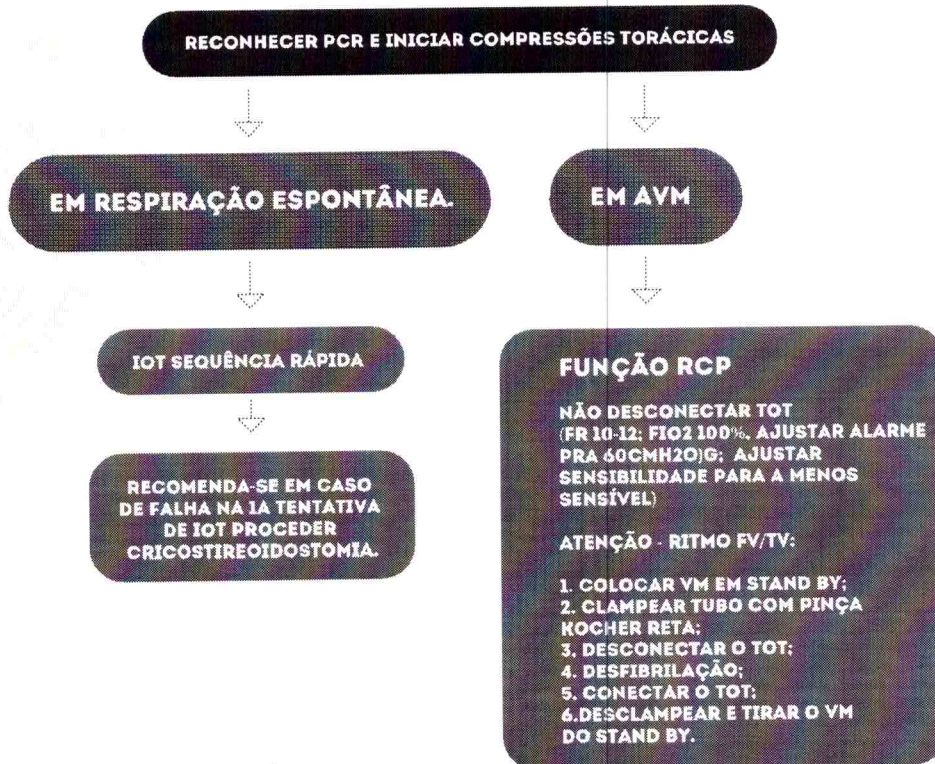 RECONHECER PCR E INICIAR COMPRESSÕES TORÁCICAS
EM RESPIRAÇÃO ESPONTÂNEA.
EM AVM
IOT SEQUÊNCIA RÁPIDA
RECOMENDA-SE EM CASO
DE FALHA NA 1A TENTATIVA
DE IOT PROCEDER
CRICOSTIREOIDOSTOMIA.
FUNÇÃO RCP
NÃO DESCONECTAR TOT
(FR 10-12; FIO2 100%. AJUSTAR ALARME
PRA 60CMH2O)G; AJUSTAR
SENSIBILIDADE PARA A MENOS
SENSÍVEL)
ATENÇÃO - RITMO FV/TV:
1. COLOCAR VM EM STAND BY;
2. CLAMPEAR TUBO COM PINÇA
KOCHER RETA;
3. DESCONECTAR O TOT;
4. DESFIBRILAÇÃO;
5. CONECTAR O TOT;
6.DESCLAMPEAR E TIRAR O VM
DO STAND BY.